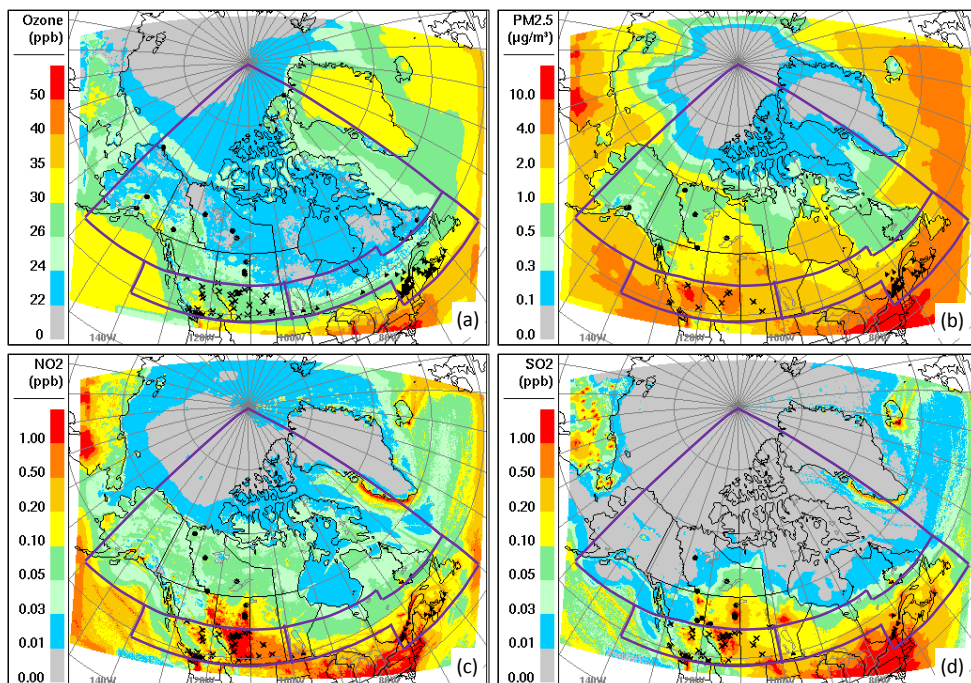 Ozone
(ppb)
50
40
35
30
26
24
22
0
140W
120W
100W
80W
(a)
PM2.5
(µg/m³)
10.0
4.0
2.0
1.0
0.5
0.3
0.1
0.0
140W
120W
100W
80W
(b)
NO2
(ppb)
1.00
0.50
0.20
0.10
0.05
0.03
0.01
0.00
140W
120W
100W
80W
(c)
SO2
(ppb)
1.00
0.50
0.20
0.10
0.05
0.03
0.01
0.00
140W
120W
100W
80W
(d)